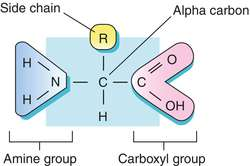 Side chain
Alpha carbon
R
H
O
N
C
C
H
OH
H
Amine group
Carboxyl group